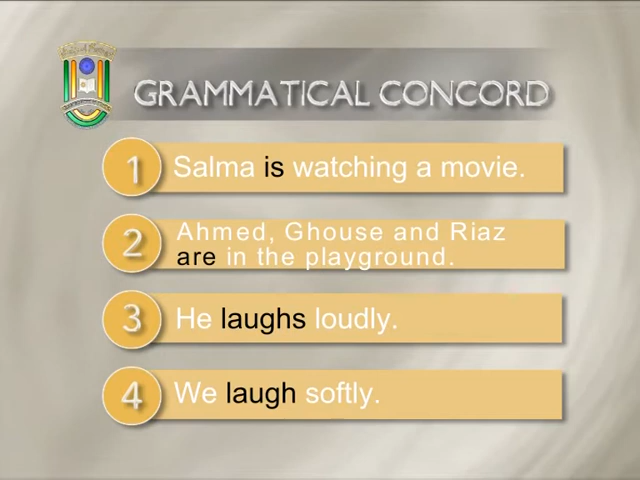 GRAMMATICAL CONCORD
1 Salma is watching a movie.
2 Ahmed, Ghouse and Riaz
are in the playground.
3 He laughs loudly.
4 We laugh softly.